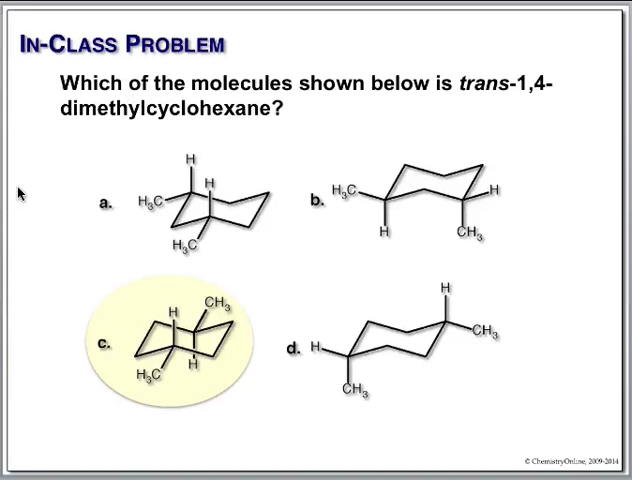 IN-CLASS PROBLEM
Which of the molecules shown below is trans-1,4-
dimethylcyclohexane?
H
H
a. H₃C
H₃C
b. H₃C
H
H
CH₃
CH₃
H
c.
H
H₃C
H
d. H
CH₃
CH₃
© ChemistryOnline, 2009-2014